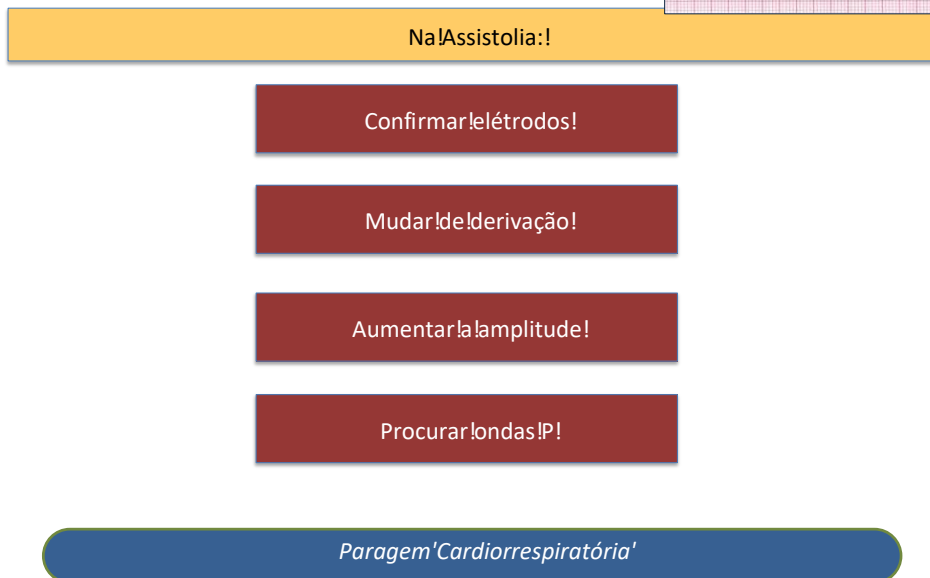 Na!Assistolia:!
Confirmar!elétrodos!
Mudar!de!derivação!
Aumentar!a!amplitude!
Procurar!ondas!P!
Paragem'Cardiorrespiratória'